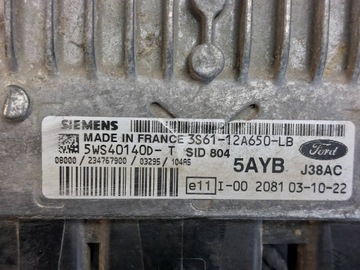 SIEMENS
MADE IN FRANCE 3S61-12A650-LB
5WS40140D- T SID 804
Ford
08000 / 234767900 / 03295 / 104A5
5AYB J38AC
e11 I-00 2081 03-10-22